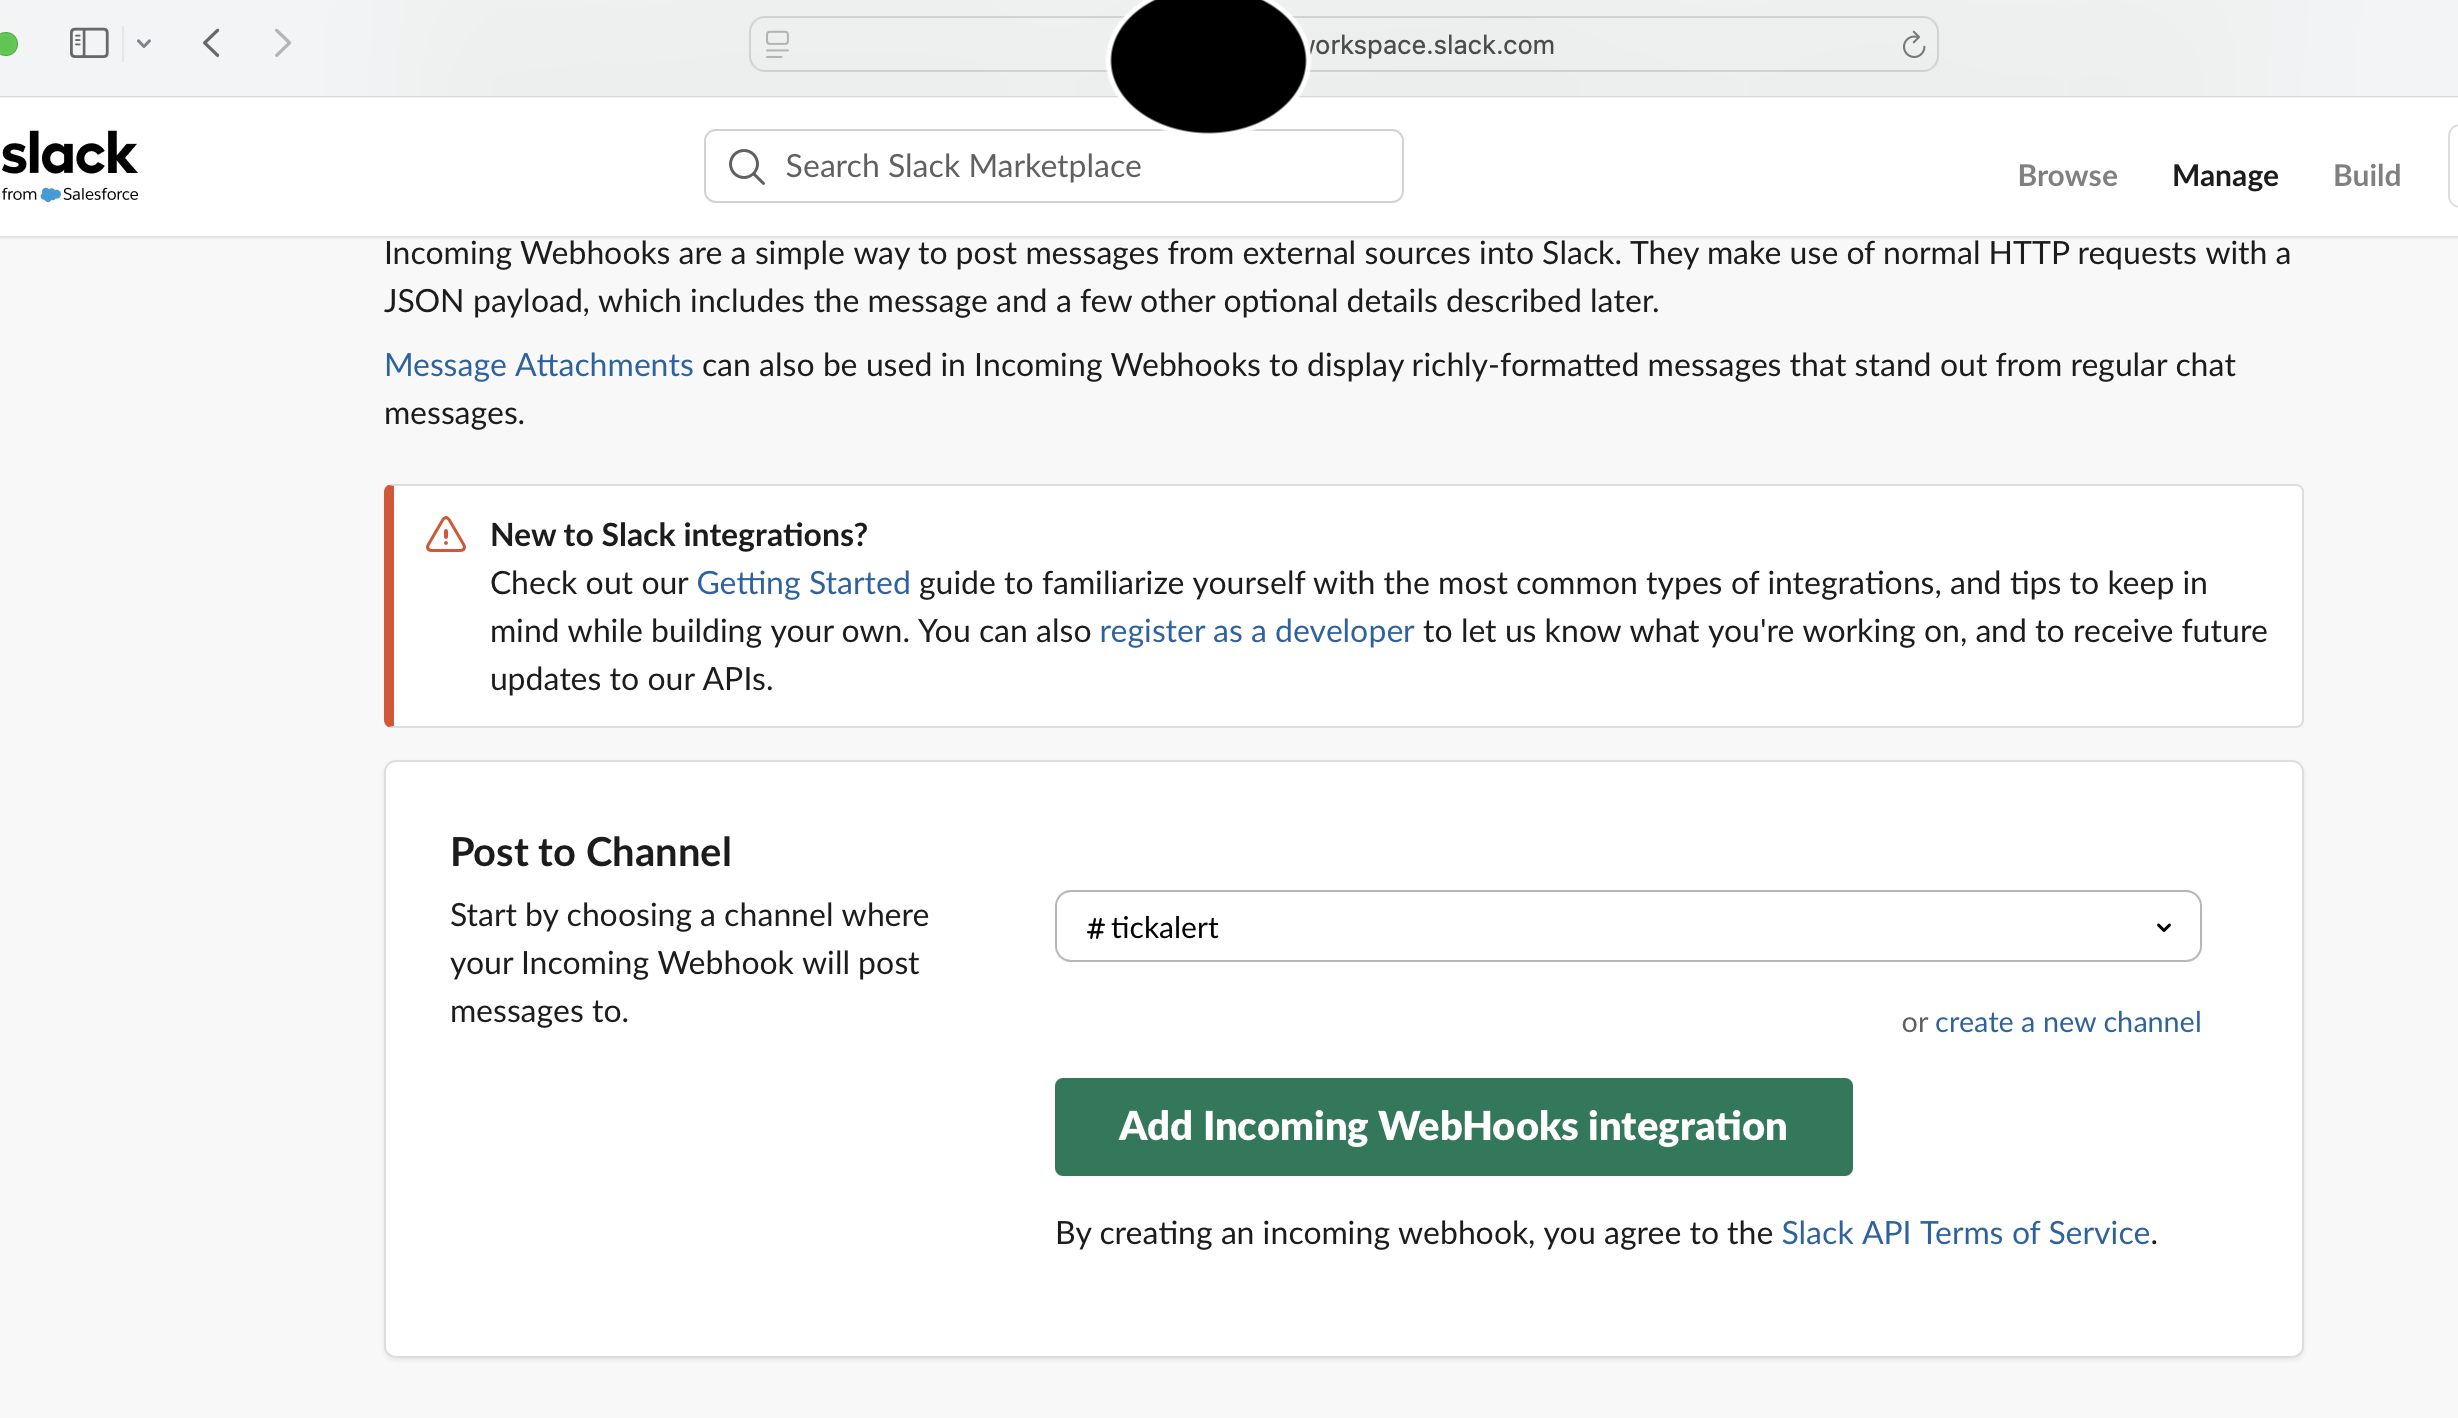 orkspace.slack.com
slack
from Salesforce
Search Slack Marketplace
Browse
Manage
Build
Incoming Webhooks are a simple way to post messages from external sources into Slack. They make use of normal HTTP requests with a
JSON payload, which includes the message and a few other optional details described later.
Message Attachments can also be used in Incoming Webhooks to display richly-formatted messages that stand out from regular chat
messages.
New to Slack integrations?
Check out our Getting Started guide to familiarize yourself with the most common types of integrations, and tips to keep in
mind while building your own. You can also register as a developer to let us know what you're working on, and to receive future
updates to our APIs.
Post to Channel
Start by choosing a channel where
your Incoming Webhook will post
messages to.
# tickalert
or create a new channel
Add Incoming WebHooks integration
By creating an incoming webhook, you agree to the Slack API Terms of Service.